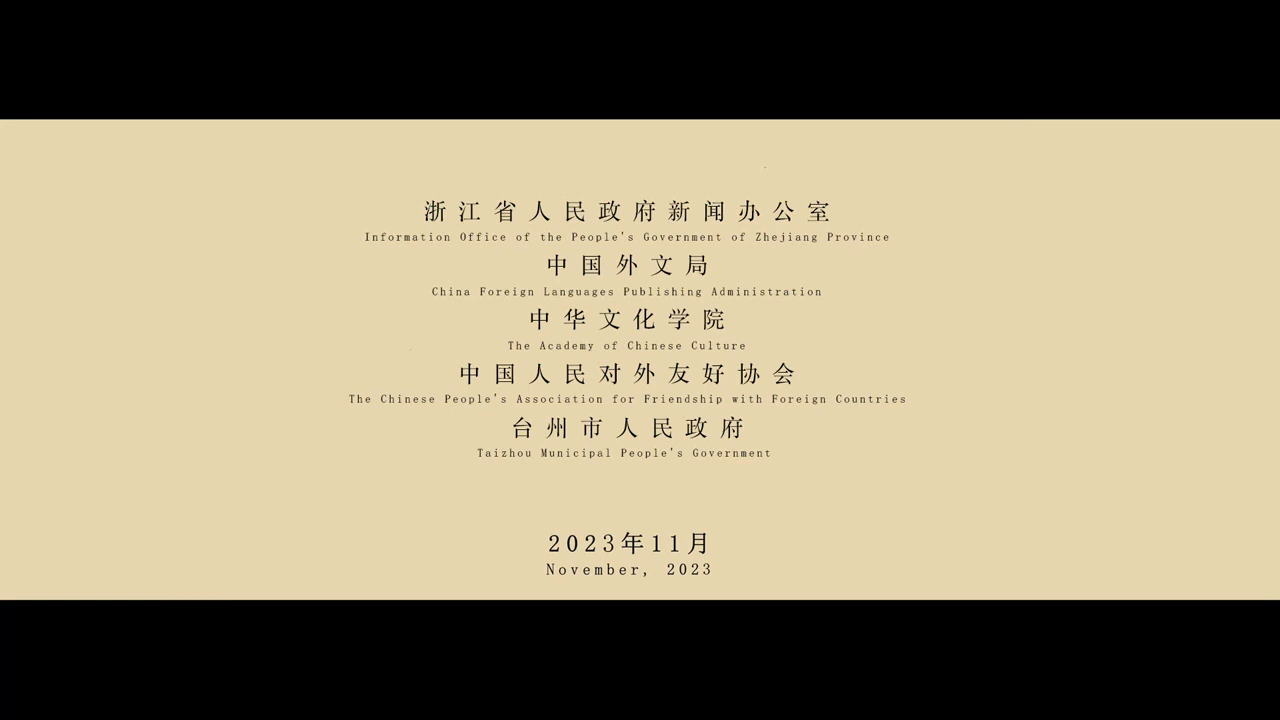 浙江省人民政府新闻办公室
Information Office of the People's Government of Zhejiang Province
中国外文局
China Foreign Languages Publishing Administration
中华文化学院
The Academy of Chinese Culture
中国人民对外友好协会
The Chinese People's Association for Friendship with Foreign Countries
台州市人民政府
Taizhou Municipal People's Government
2023年11月
November, 2023